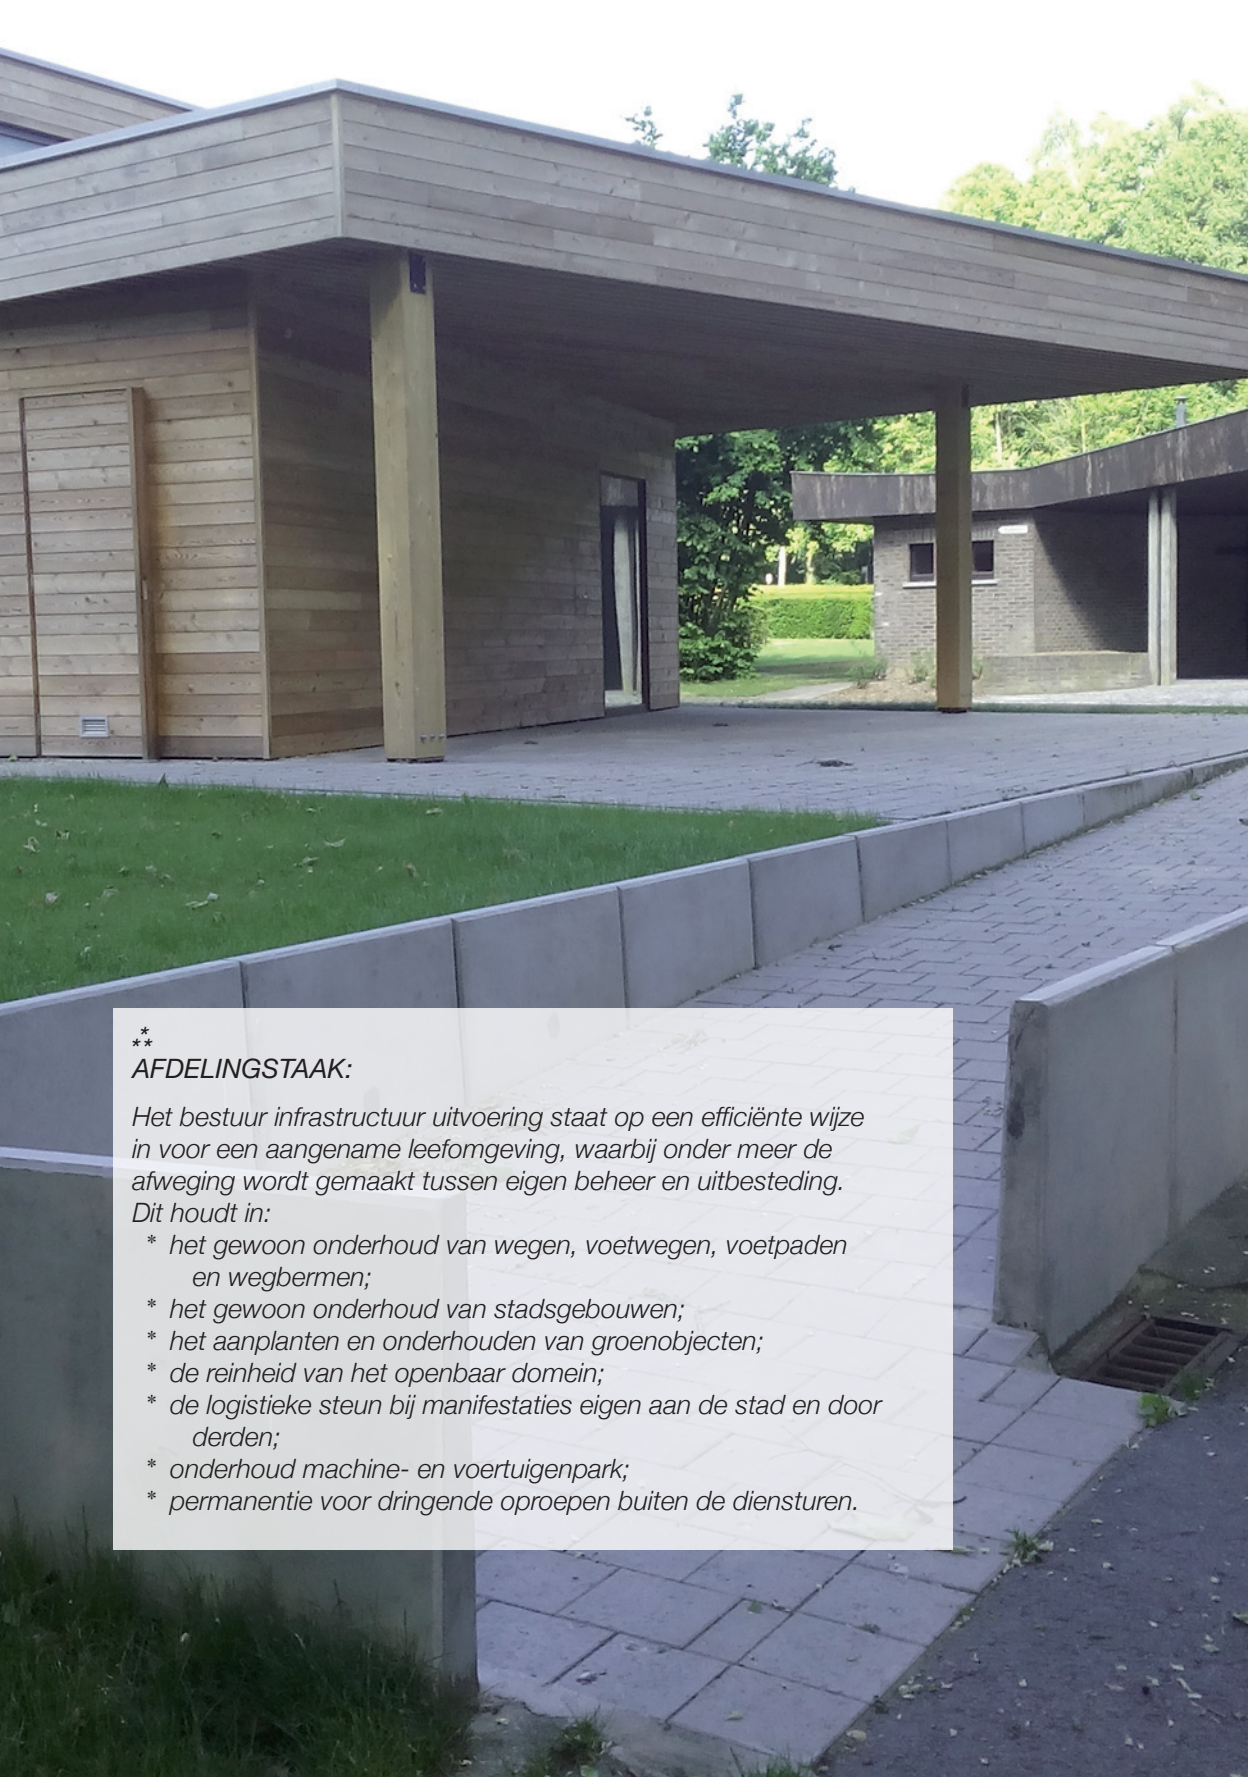 *
**
AFDELINGSTAAK:
Het bestuur infrastructuur uitvoering staat op een efficiënte wijze
in voor een aangename leefomgeving, waarbij onder meer de
afweging wordt gemaakt tussen eigen beheer en uitbesteding.
Dit houdt in:
* het gewoon onderhoud van wegen, voetwegen, voetpaden
en wegbermen;
* het gewoon onderhoud van stadsgebouwen;
* het aanplanten en onderhouden van groenobjecten;
* de reinheid van het openbaar domein;
* de logistieke steun bij manifestaties eigen aan de stad en door
derden;
* onderhoud machine- en voertuigenpark;
* permanentie voor dringende oproepen buiten de diensturen.